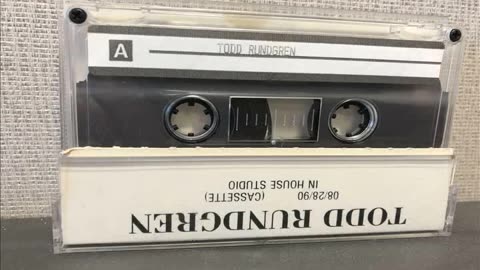 A
TODD RUNDGREN
TODD RUNDGREN
08/28/90 (CASSETTE)
IN HOUSE STUDIO